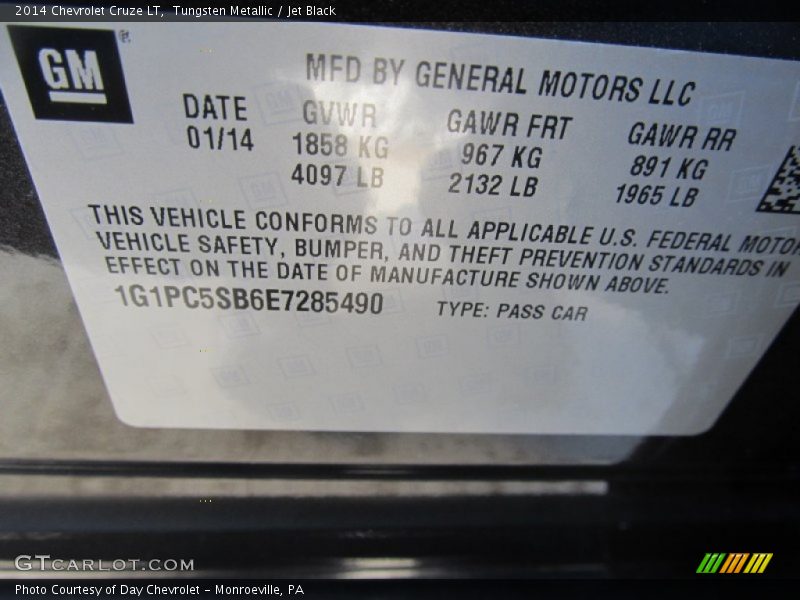 2014 Chevrolet Cruze LT,  Tungsten Metallic / Jet Black
GM ®
MFD BY GENERAL MOTORS LLC
DATE GVWR GAWR FRT GAWR RR
01/14 1858 KG 967 KG 891 KG
4097 LB 2132 LB 1965 LB
THIS VEHICLE CONFORMS TO ALL APPLICABLE U.S. FEDERAL MOTOR
VEHICLE SAFETY, BUMPER, AND THEFT PREVENTION STANDARDS IN
EFFECT ON THE DATE OF MANUFACTURE SHOWN ABOVE.
1G1PC5SB6E7285490 TYPE: PASS CAR
GTCARLOT.COM
Photo Courtesy of Day Chevrolet - Monroeville, PA